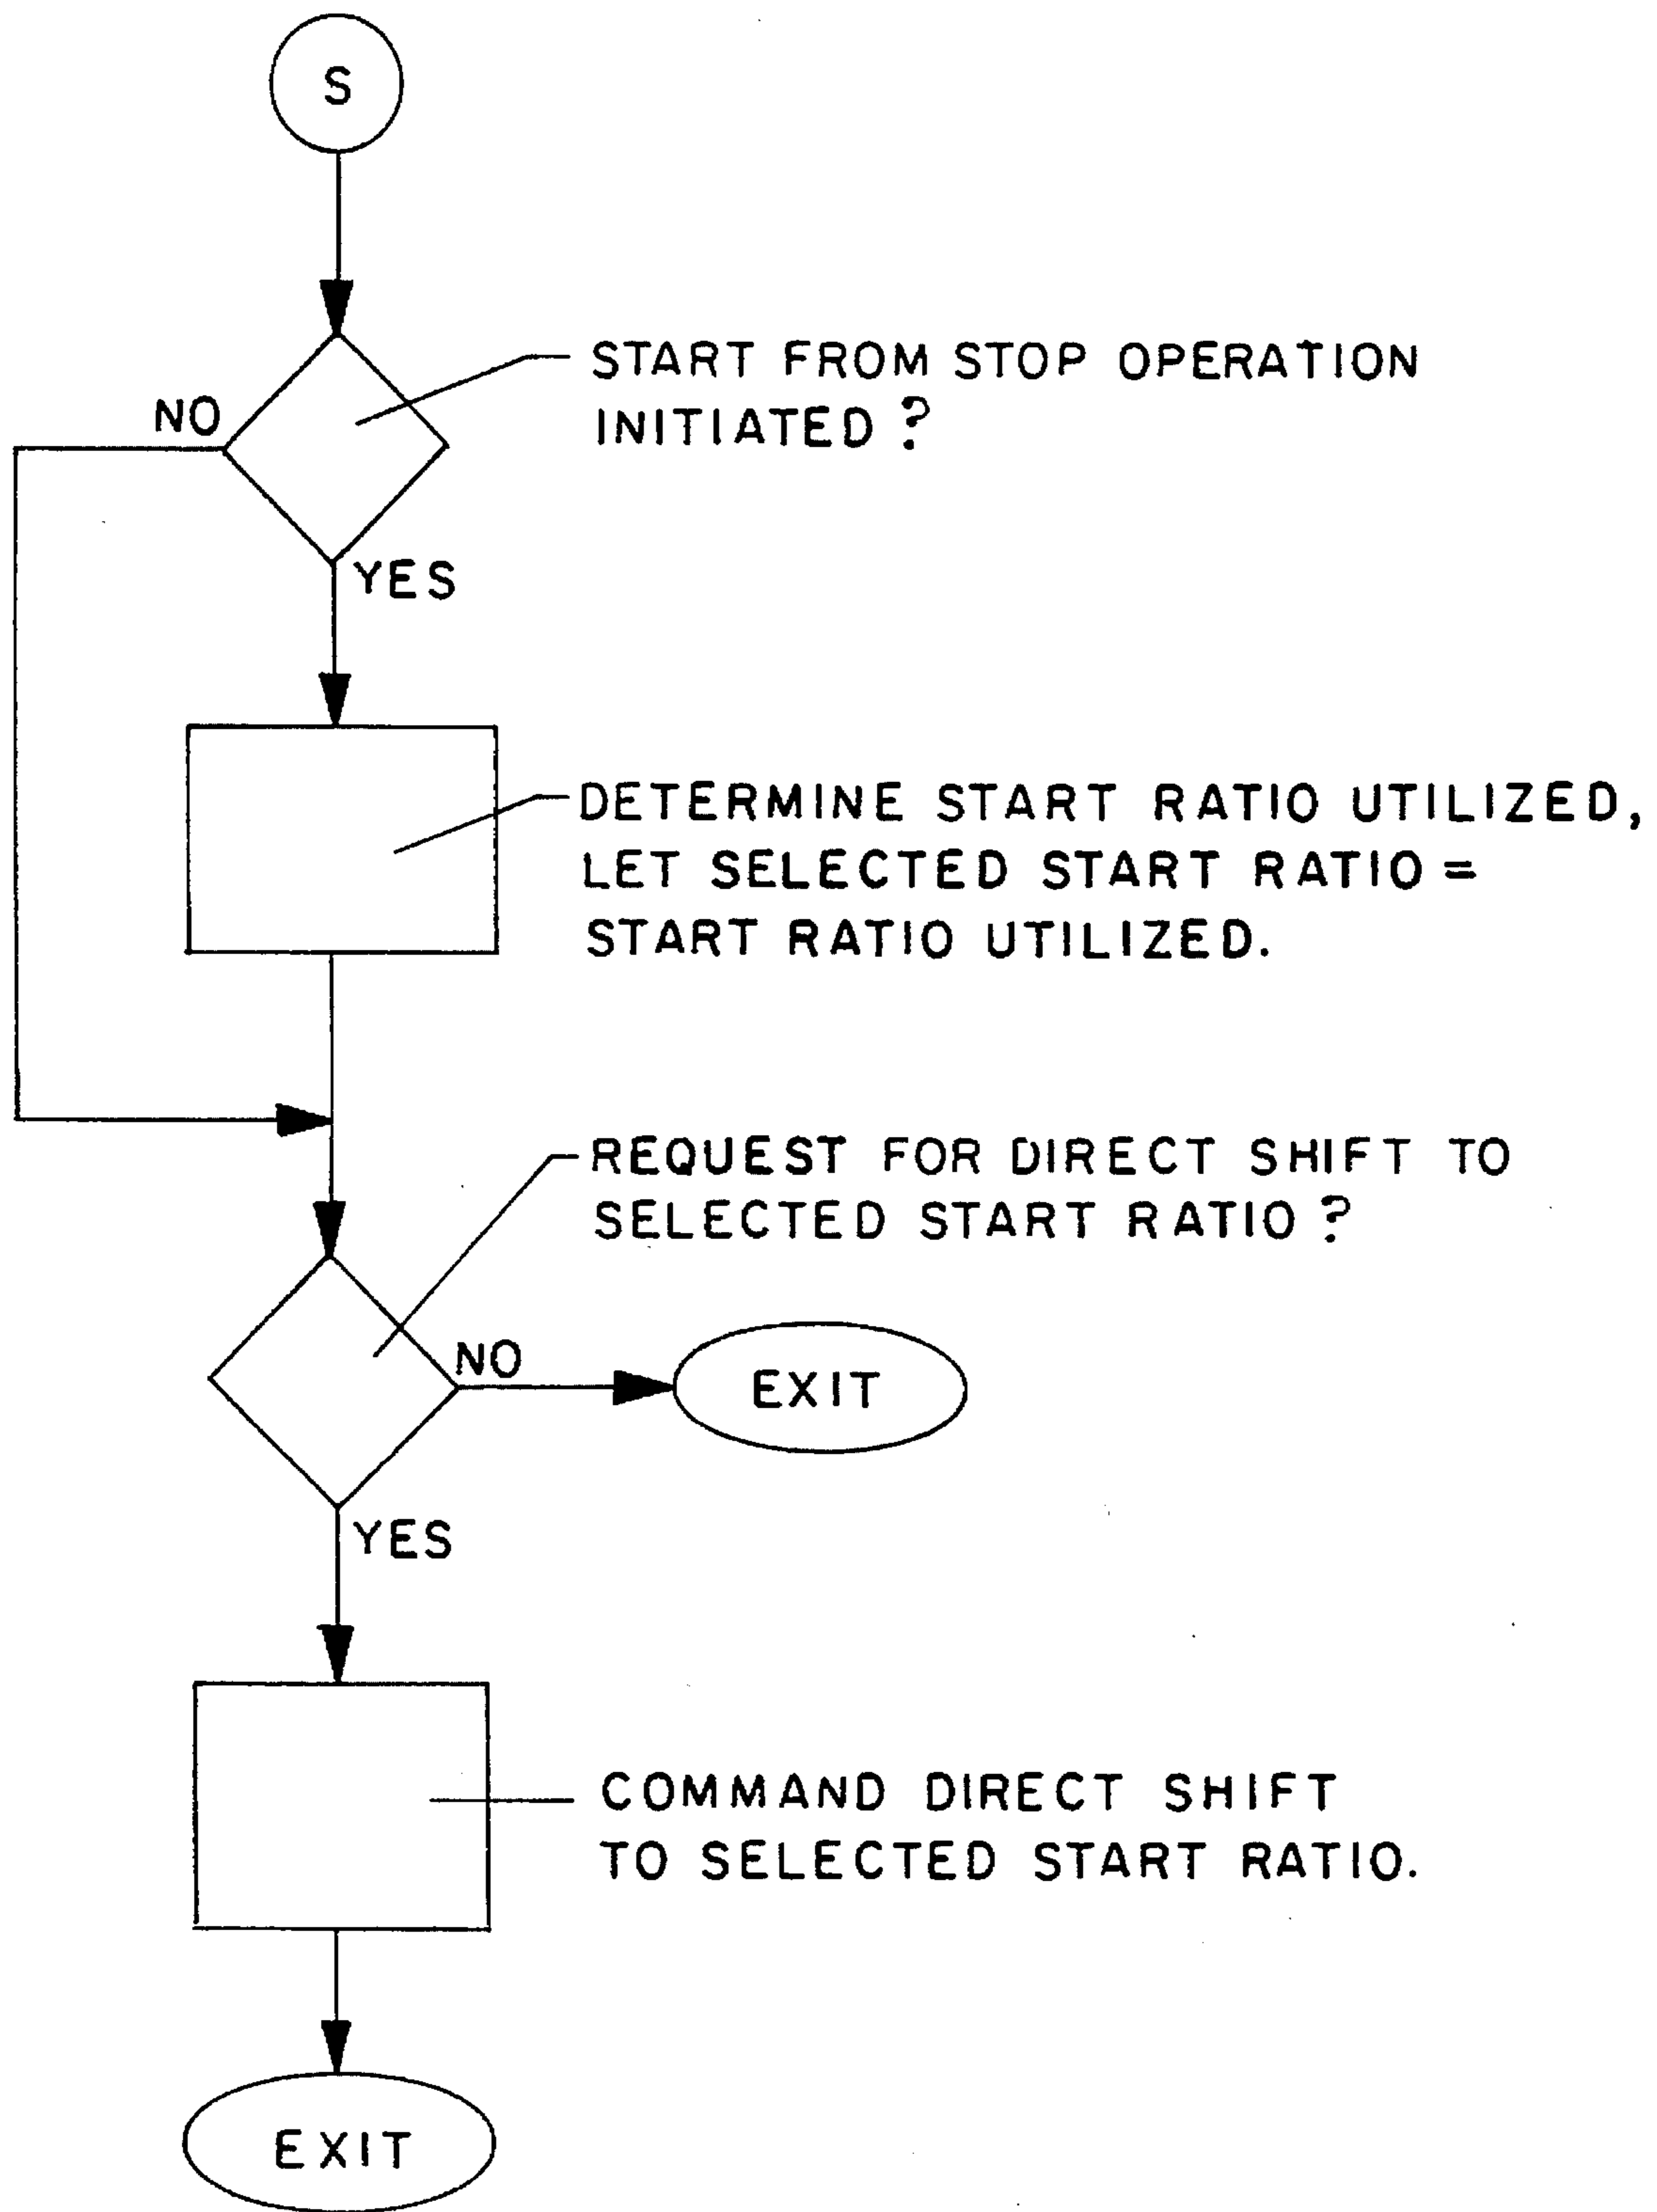 S
START FROM STOP OPERATION
INITIATED ?
NO
YES
DETERMINE START RATIO UTILIZED,
LET SELECTED START RATIO =
START RATIO UTILIZED.
REQUEST FOR DIRECT SHIFT TO
SELECTED START RATIO ?
NO
EXIT
YES
COMMAND DIRECT SHIFT
TO SELECTED START RATIO.
EXIT